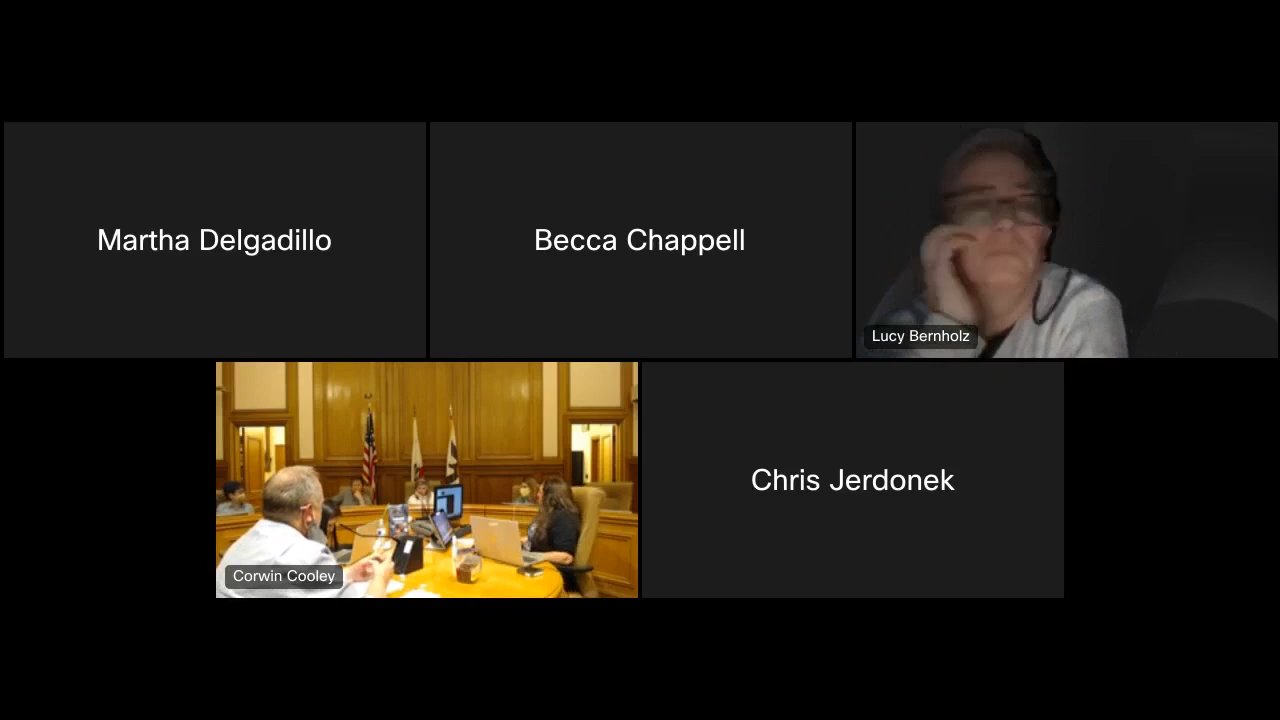 Martha Delgadillo
Becca Chappell
Lucy Bernholz
Corwin Cooley
Chris Jerdonek